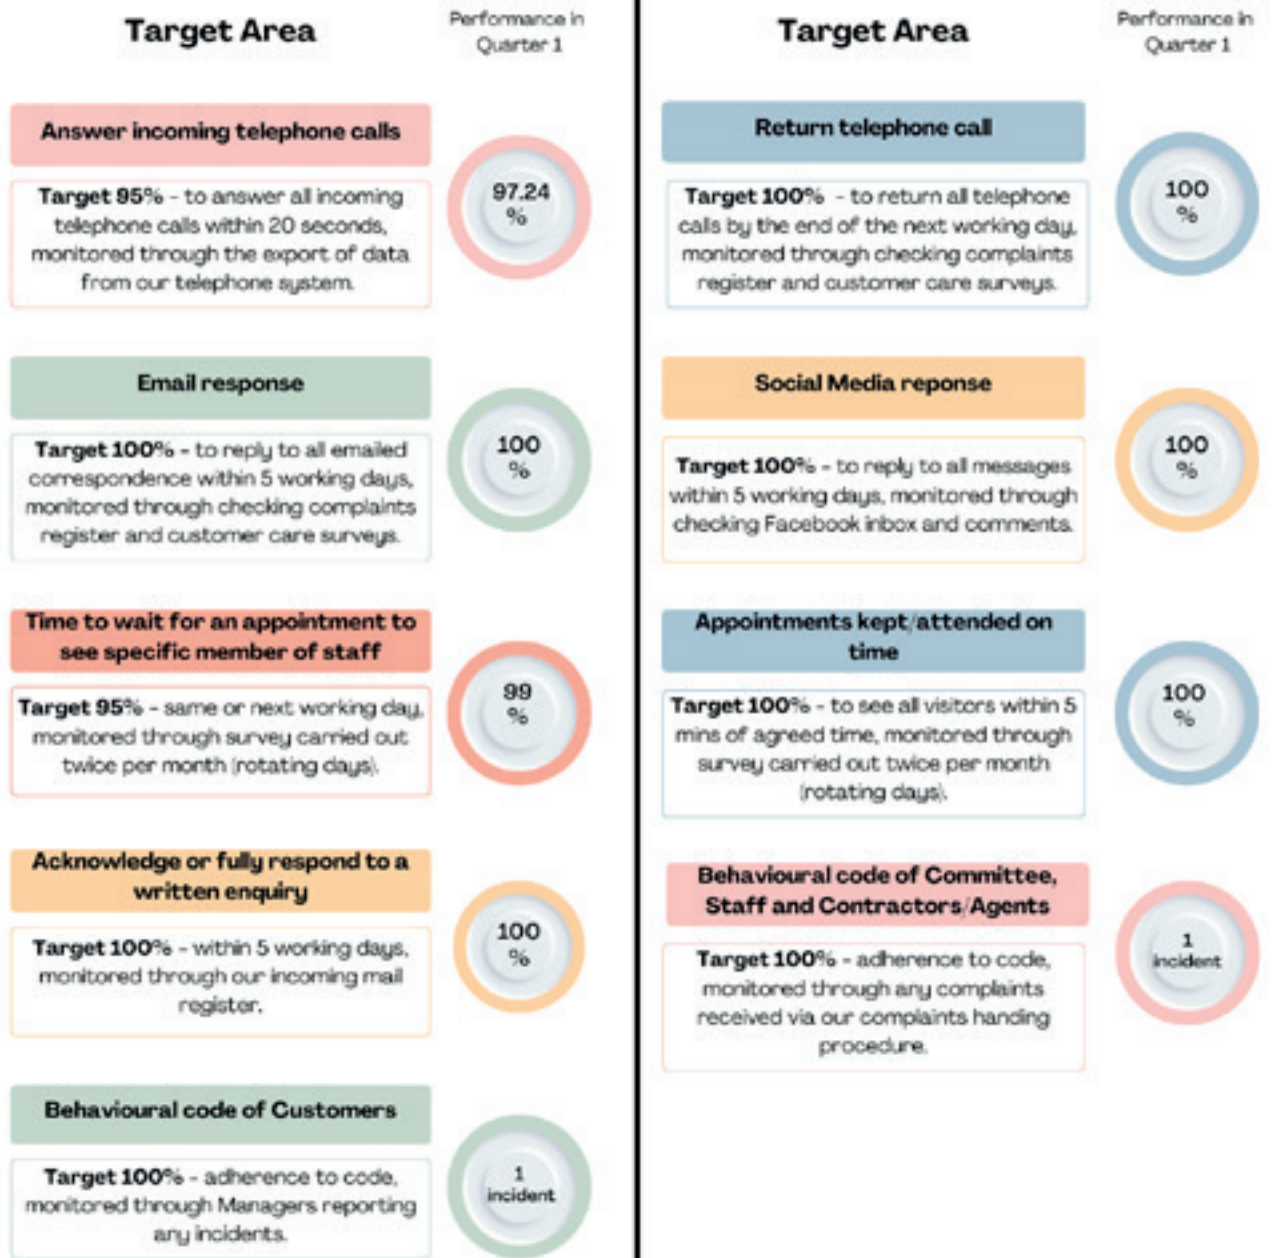 Target Area
Performance in
Quarter 1
Answer incoming telephone calls
Target 95% - to answer all incoming
telephone calls within 20 seconds,
monitored through the export of data
from our telephone system.
97.24
%
Email response
Target 100% - to reply to all emailed
correspondence within 5 working days,
monitored through checking complaints
register and customer care surveys.
100
%
Time to wait for an appointment to
see specific member of staff
Target 95% - same or next working day,
monitored through survey carried out
twice per month (rotating days).
99
%
Acknowledge or fully respond to a
written enquiry
Target 100% - within 5 working days,
monitored through our incoming mail
register.
100
%
Behavioural code of Customers
Target 100% - adherence to code,
monitored through Managers reporting
any incidents.
1
incident
Target Area
Performance in
Quarter 1
Return telephone call
Target 100% - to return all telephone
calls by the end of the next working day,
monitored through checking complaints
register and customer care surveys.
100
%
Social Media reponse
Target 100% - to reply to all messages
within 5 working days, monitored through
checking Facebook inbox and comments.
100
%
Appointments kept/attended on
time
Target 100% - to see all visitors within 5
mins of agreed time, monitored through
survey carried out twice per month
(rotating days).
100
%
Behavioural code of Committee,
Staff and Contractors/Agents
Target 100% - adherence to code,
monitored through any complaints
received via our complaints handing
procedure.
1
incident